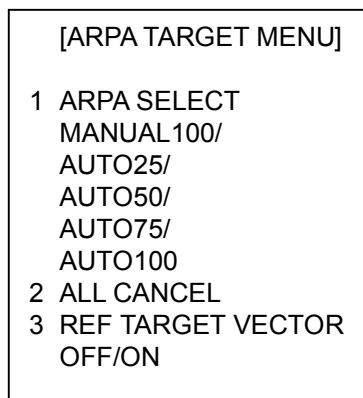 [ARPA TARGET MENU]
1 ARPA SELECT
MANUAL100/
AUTO25/
AUTO50/
AUTO75/
AUTO100
2 ALL CANCEL
3 REF TARGET VECTOR
OFF/ON